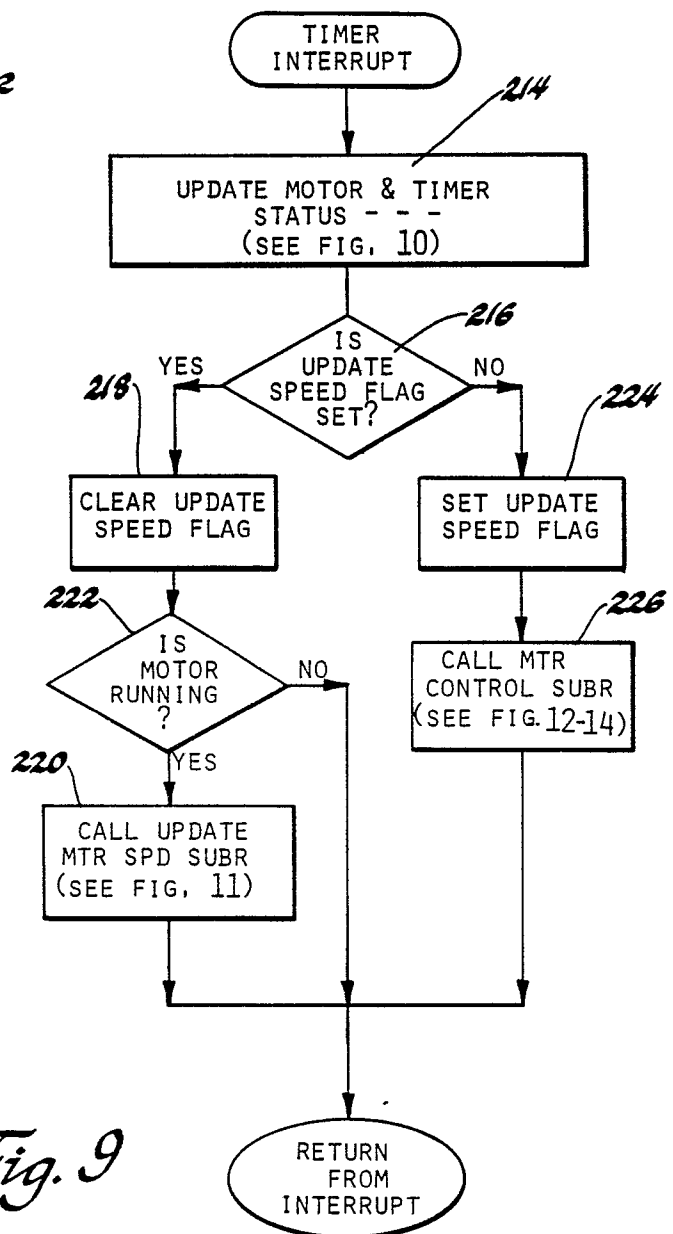 TIMER
INTERRUPT
214
UPDATE MOTOR & TIMER
STATUS - - -
(SEE FIG. 10)
216
IS
UPDATE
SPEED FLAG
SET?
YES
NO
218
224
CLEAR UPDATE
SPEED FLAG
SET UPDATE
SPEED FLAG
222
226
IS
MOTOR
RUNNING
?
NO
YES
CALL MTR
CONTROL SUBR
(SEE FIG. 12-14)
220
CALL UPDATE
MTR SPD SUBR
(SEE FIG. 11)
RETURN
FROM
INTERRUPT
Fig. 9